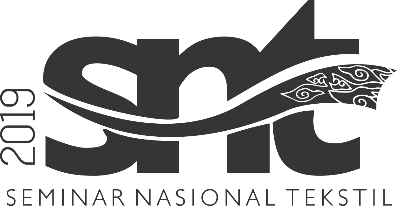 2019
snt
SEMINAR NASIONAL TEKSTIL